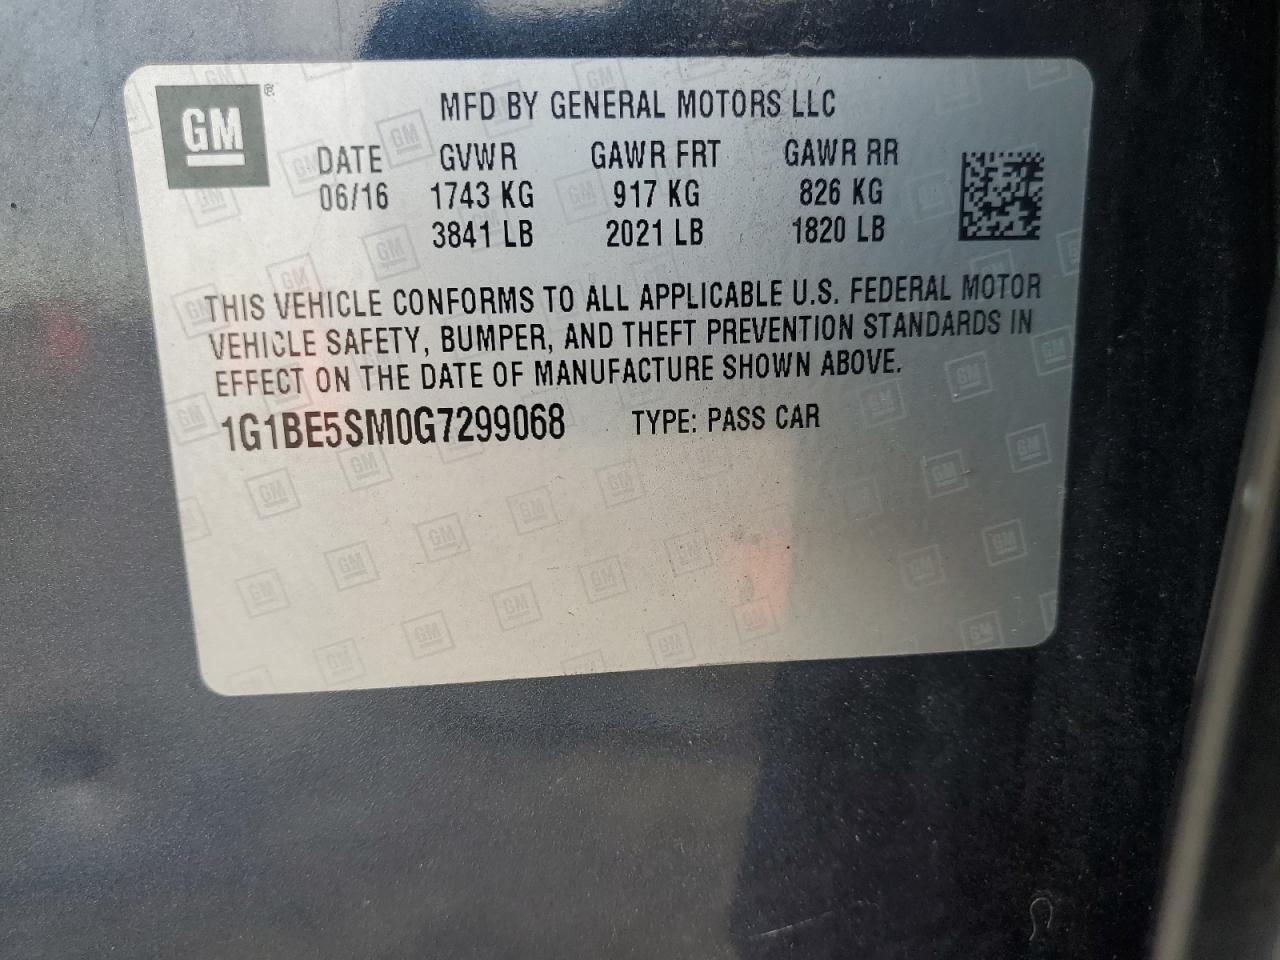 GM ®
MFD BY GENERAL MOTORS LLC
DATE GVWR GAWR FRT GAWR RR
06/16 1743 KG 917 KG 826 KG
3841 LB 2021 LB 1820 LB
THIS VEHICLE CONFORMS TO ALL APPLICABLE U.S. FEDERAL MOTOR
VEHICLE SAFETY, BUMPER, AND THEFT PREVENTION STANDARDS IN
EFFECT ON THE DATE OF MANUFACTURE SHOWN ABOVE.
1G1BE5SM0G7299068 TYPE: PASS CAR